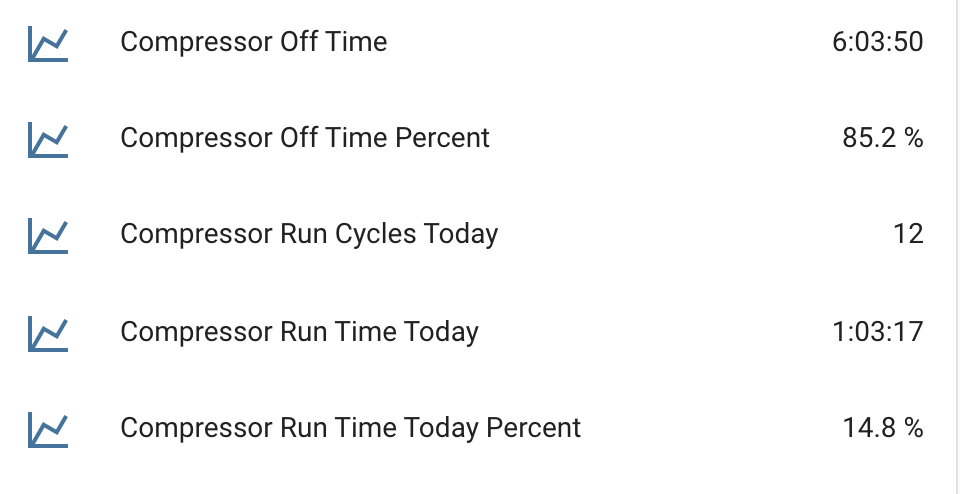 Compressor Off Time 6:03:50
Compressor Off Time Percent 85.2 %
Compressor Run Cycles Today 12
Compressor Run Time Today 1:03:17
Compressor Run Time Today Percent 14.8 %